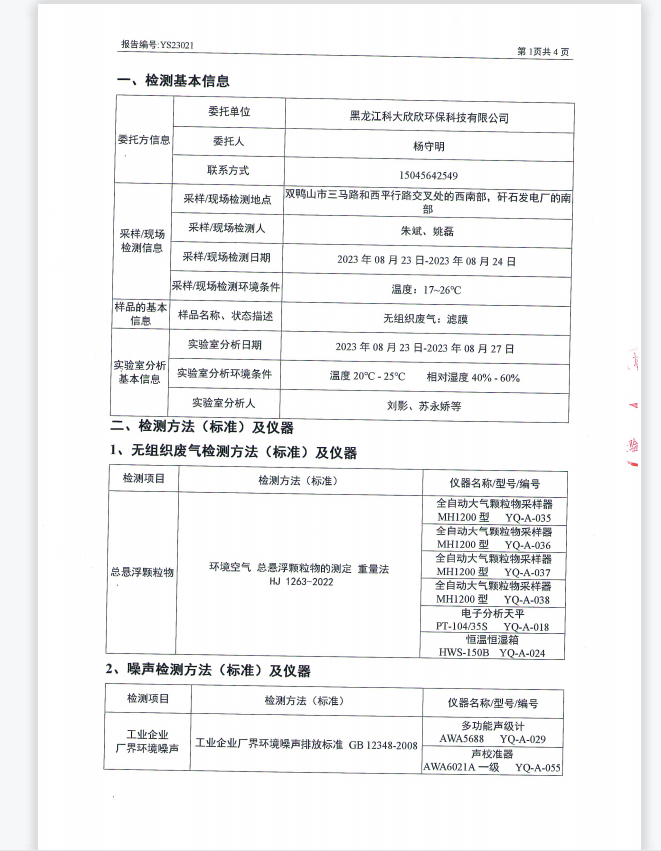 报告编号:YS23021
第 1页共 4 页
一、检测基本信息
委托方信息
委托单位
黑龙江科大欣欣环保科技有限公司
委托人
杨守明
联系方式
15045642549
采样/现场
检测信息
采样/现场检测地点
双鸭山市三马路和西平行路交叉处的西南部，矸石发电厂的南
部
采样/现场检测人
朱斌、姚磊
采样/现场检测日期
2023 年 08 月 23 日-2023 年 08 月 24 日
采样/现场检测环境条件
温度：17~26℃
样品的基本
信息
样品名称、状态描述
无组织废气：滤膜
实验室分析
基本信息
实验室分析日期
2023 年 08 月 23 日-2023 年 08 月 27 日
实验室分析环境条件
温度 20℃ - 25℃ 相对湿度 40% - 60%
实验室分析人
刘影、苏永娇等
二、检测方法（标准）及仪器
1、无组织废气检测方法（标准）及仪器
检测项目
检测方法（标准）
仪器名称/型号/编号
总悬浮颗粒物
环境空气 总悬浮颗粒物的测定 重量法
HJ 1263-2022
全自动大气颗粒物采样器
MH1200 型 YQ-A-035
全自动大气颗粒物采样器
MH1200 型 YQ-A-036
全自动大气颗粒物采样器
MH1200 型 YQ-A-037
全自动大气颗粒物采样器
MH1200 型 YQ-A-038
电子分析天平
PT-104/35S YQ-A-018
恒温恒湿箱
HWS-150B YQ-A-024
2、噪声检测方法（标准）及仪器
检测项目
检测方法（标准）
仪器名称/型号/编号
工业企业
厂界环境噪声
工业企业厂界环境噪声排放标准 GB 12348-2008
多功能声级计
AWA5688 YQ-A-029
声校准器
AWA6021A 一级 YQ-A-055